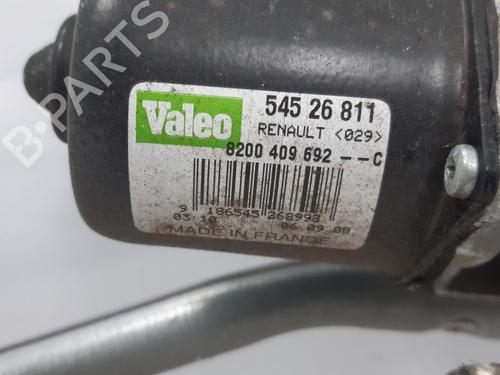 Valeo
545 26 811
RENAULT <029>
8200 409 692 -- C
9 186545 268998
03:10 06.09.08
MADE IN FRANCE
B-PARTS